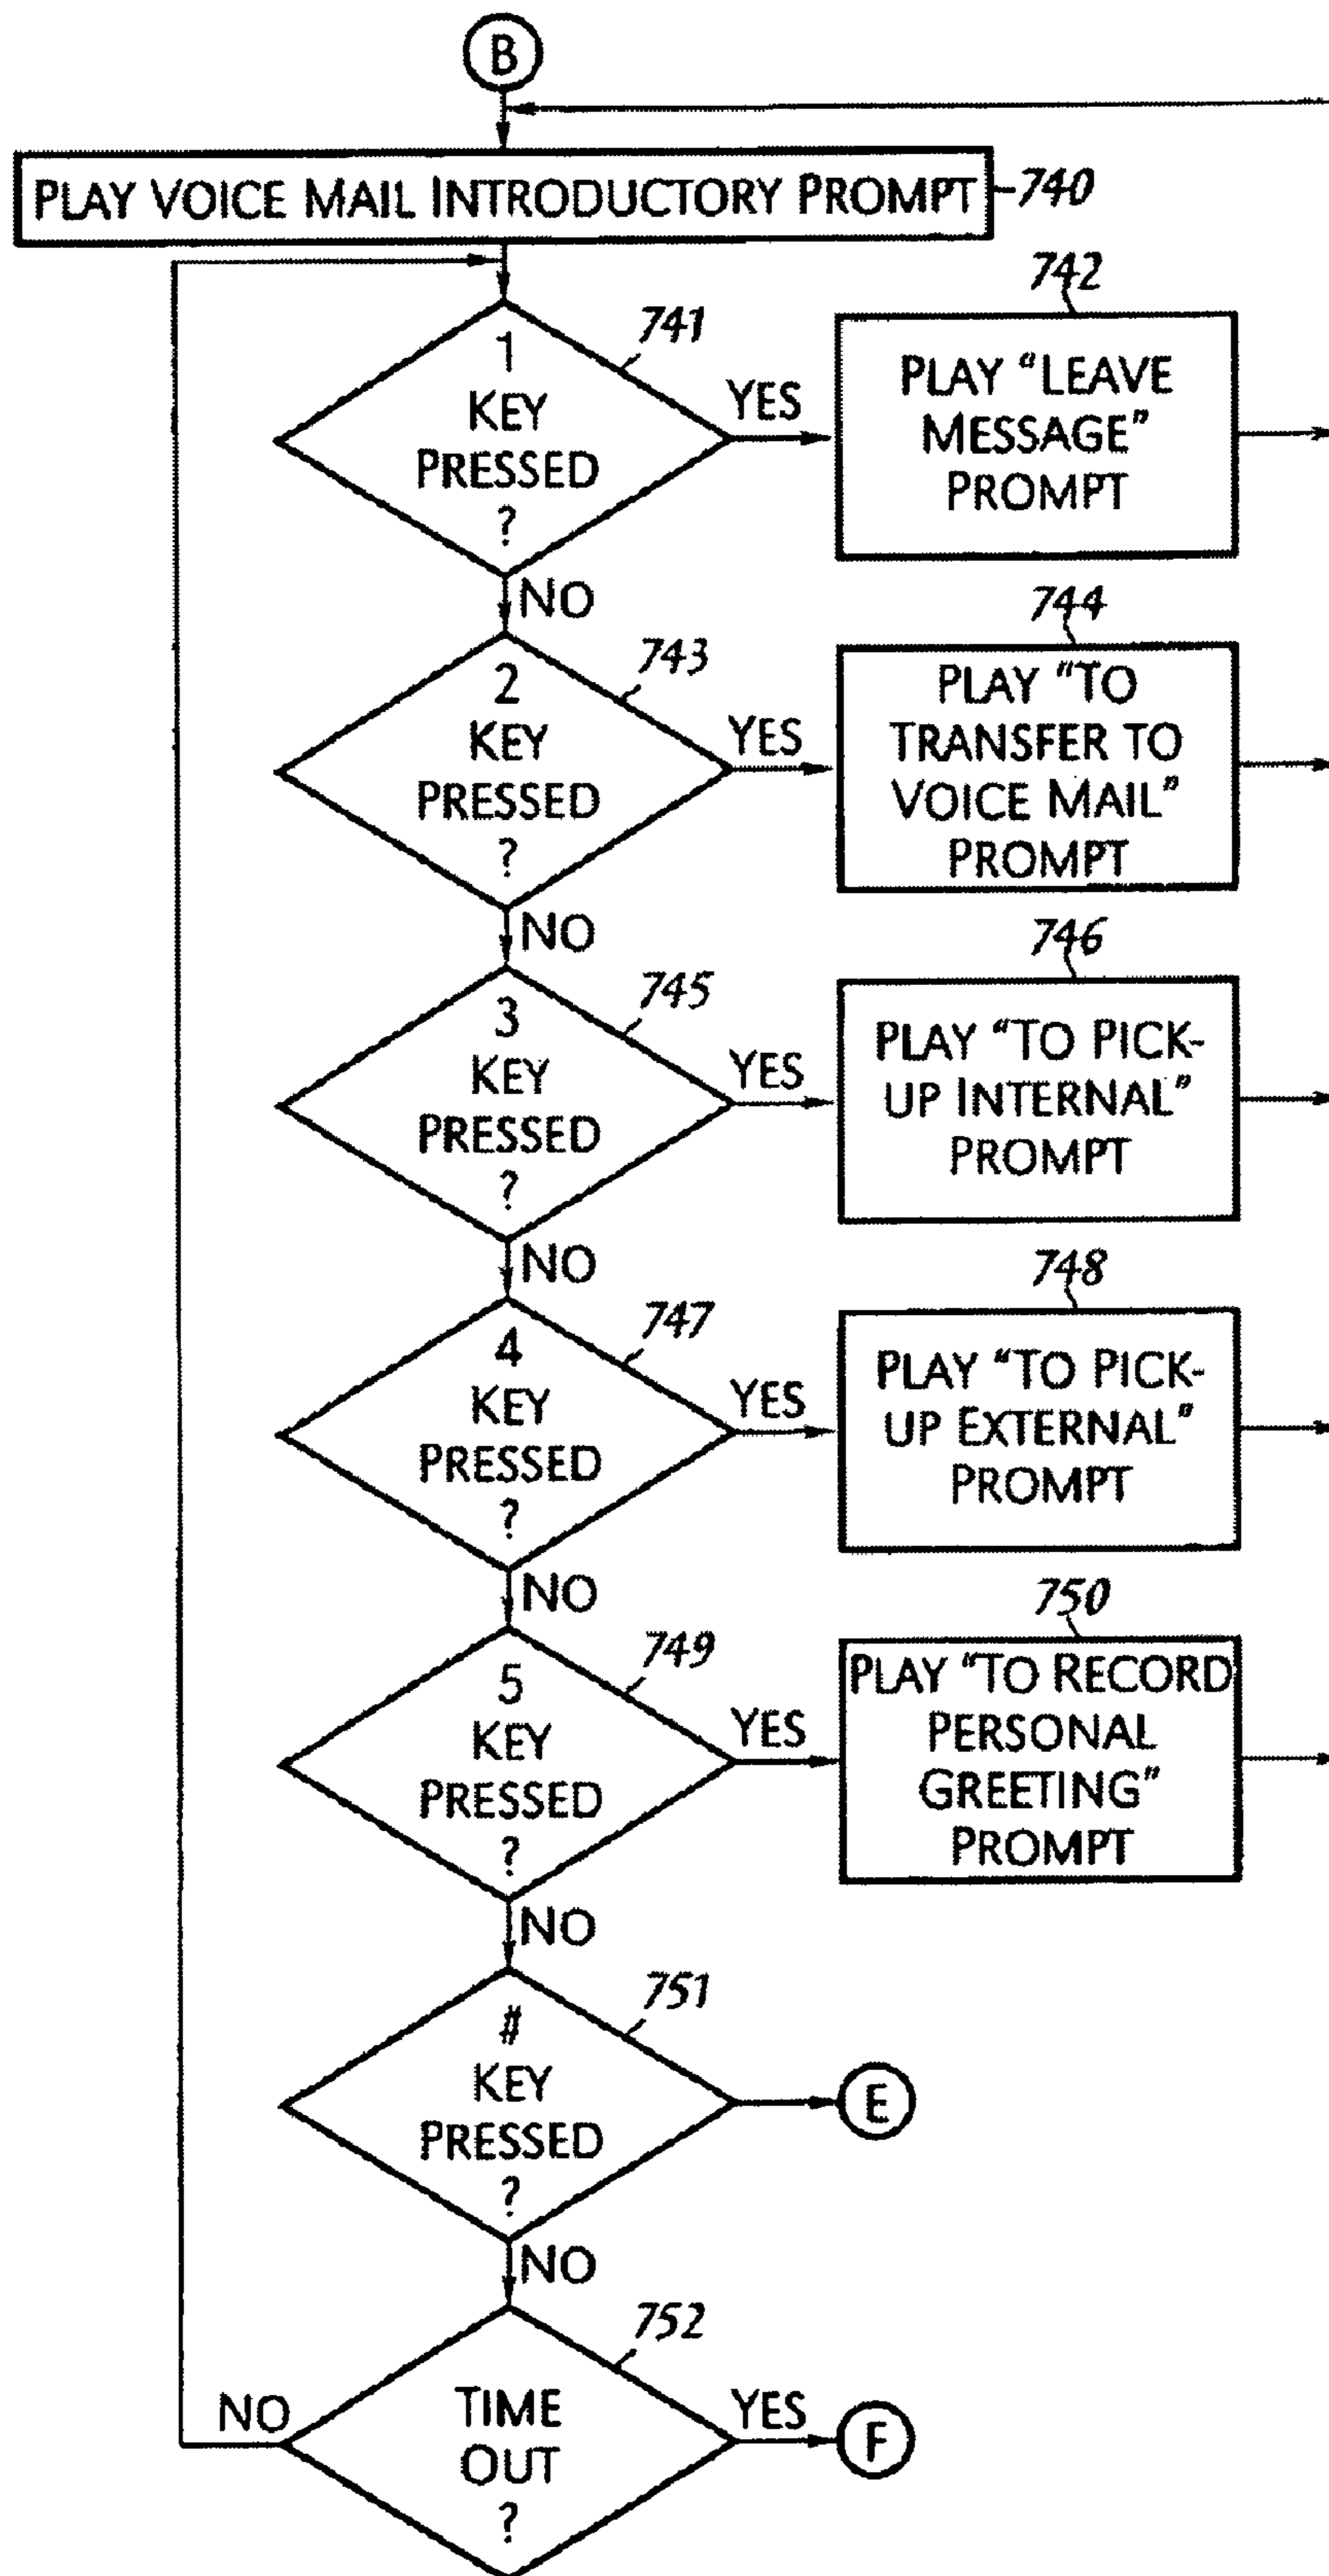 B
PLAY VOICE MAIL INTRODUCTORY PROMPT
740
1
KEY
PRESSED
?
741
YES
742
PLAY "LEAVE
MESSAGE"
PROMPT
NO
2
KEY
PRESSED
?
743
YES
744
PLAY "TO
TRANSFER TO
VOICE MAIL"
PROMPT
NO
3
KEY
PRESSED
?
745
YES
746
PLAY "TO PICK-
UP INTERNAL"
PROMPT
NO
4
KEY
PRESSED
?
747
YES
748
PLAY "TO PICK-
UP EXTERNAL"
PROMPT
NO
5
KEY
PRESSED
?
749
YES
750
PLAY "TO RECORD
PERSONAL
GREETING"
PROMPT
NO
#
KEY
PRESSED
?
751
E
NO
TIME
OUT
?
752
NO
YES
F